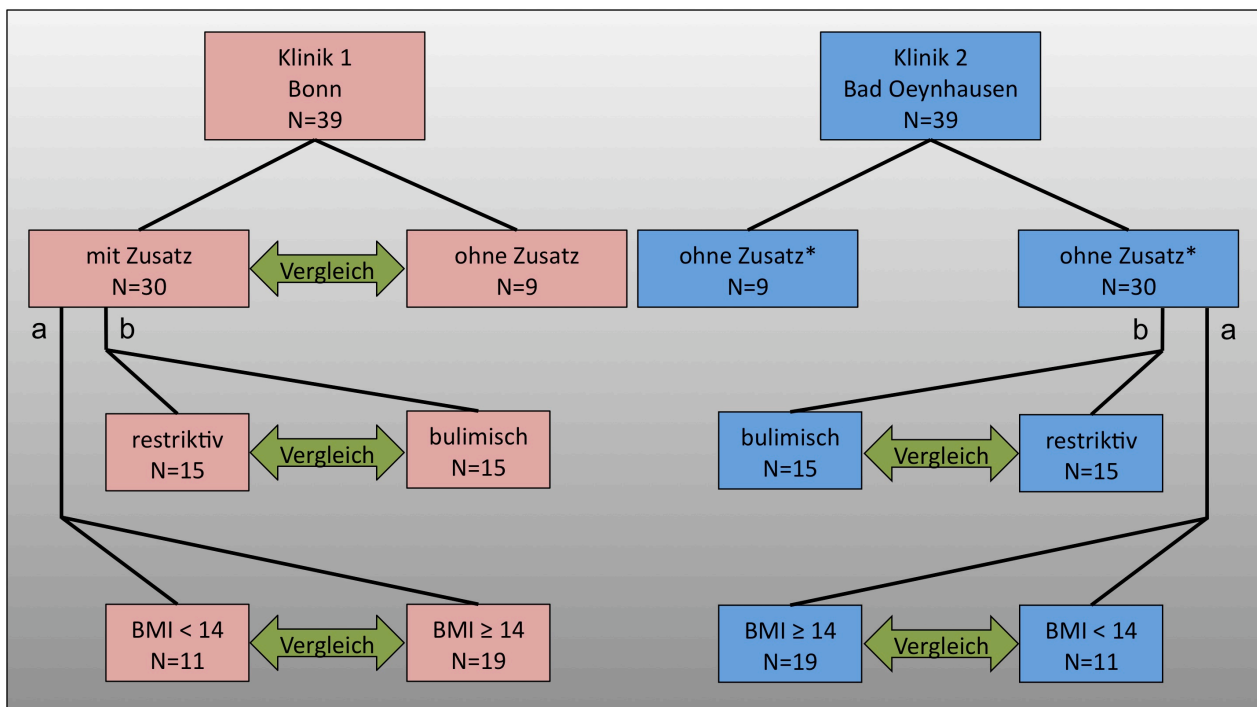 Klinik 1
Bonn
N=39
Klinik 2
Bad Oeynhausen
N=39
mit Zusatz
N=30
Vergleich
ohne Zusatz
N=9
ohne Zusatz*
N=9
ohne Zusatz*
N=30
a
b
b
a
restriktiv
N=15
Vergleich
bulimisch
N=15
bulimisch
N=15
Vergleich
restriktiv
N=15
BMI < 14
N=11
Vergleich
BMI ≥ 14
N=19
BMI ≥ 14
N=19
Vergleich
BMI < 14
N=11